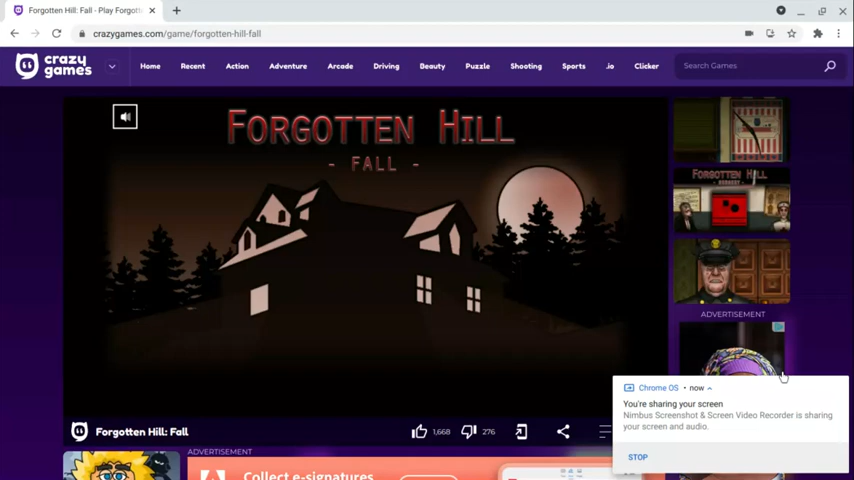 Forgotten Hill: Fall - Play Forgott
crazygames.com/game/forgotten-hill-fall
crazy games
Home
Recent
Action
Adventure
Arcade
Driving
Beauty
Puzzle
Shooting
Sports
.io
Clicker
Search Games
FORGOTTEN HILL
- FALL -
FORGOTTEN HILL
ADVERTISEMENT
Chrome OS • now
You're sharing your screen
Nimbus Screenshot & Screen Video Recorder is sharing
your screen and audio.
STOP
Forgotten Hill: Fall
1,668
276
ADVERTISEMENT
Collect e-signatures